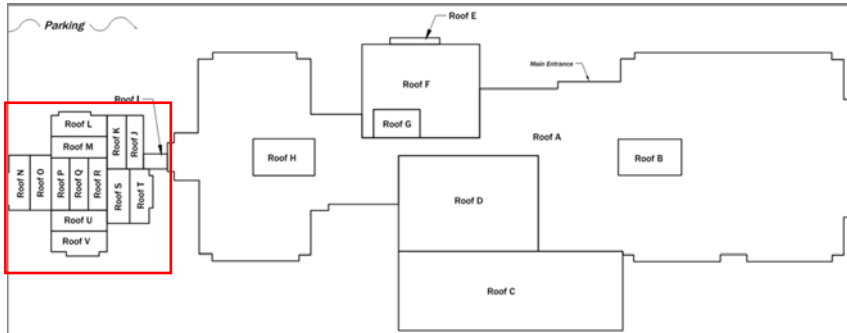 Parking
Roof E
Main Entrance
Roof F
Roof I
Roof G
Roof L
Roof K
Roof J
Roof A
Roof M
Roof H
Roof B
Roof N
Roof O
Roof P
Roof Q
Roof R
Roof S
Roof T
Roof D
Roof U
Roof V
Roof C